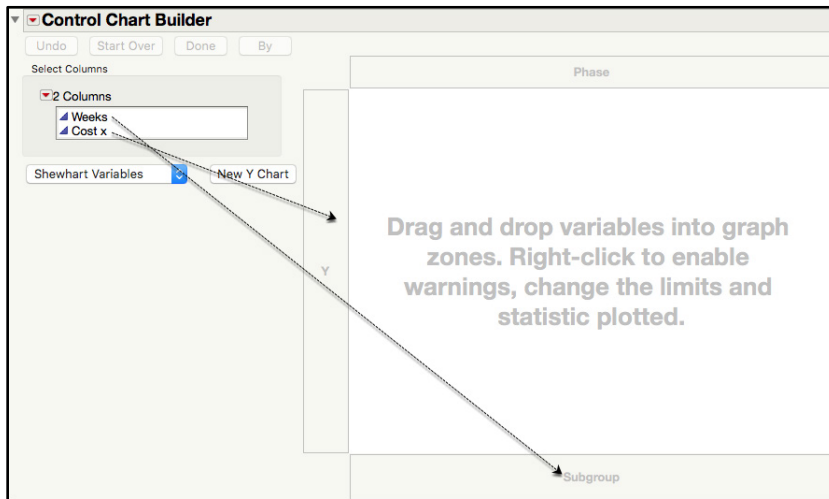 Control Chart Builder
Undo Start Over Done By
Select Columns
2 Columns
Weeks
Cost x
Shewhart Variables New Y Chart
Phase
Y
Drag and drop variables into graph
zones. Right-click to enable
warnings, change the limits and
statistic plotted.
Subgroup